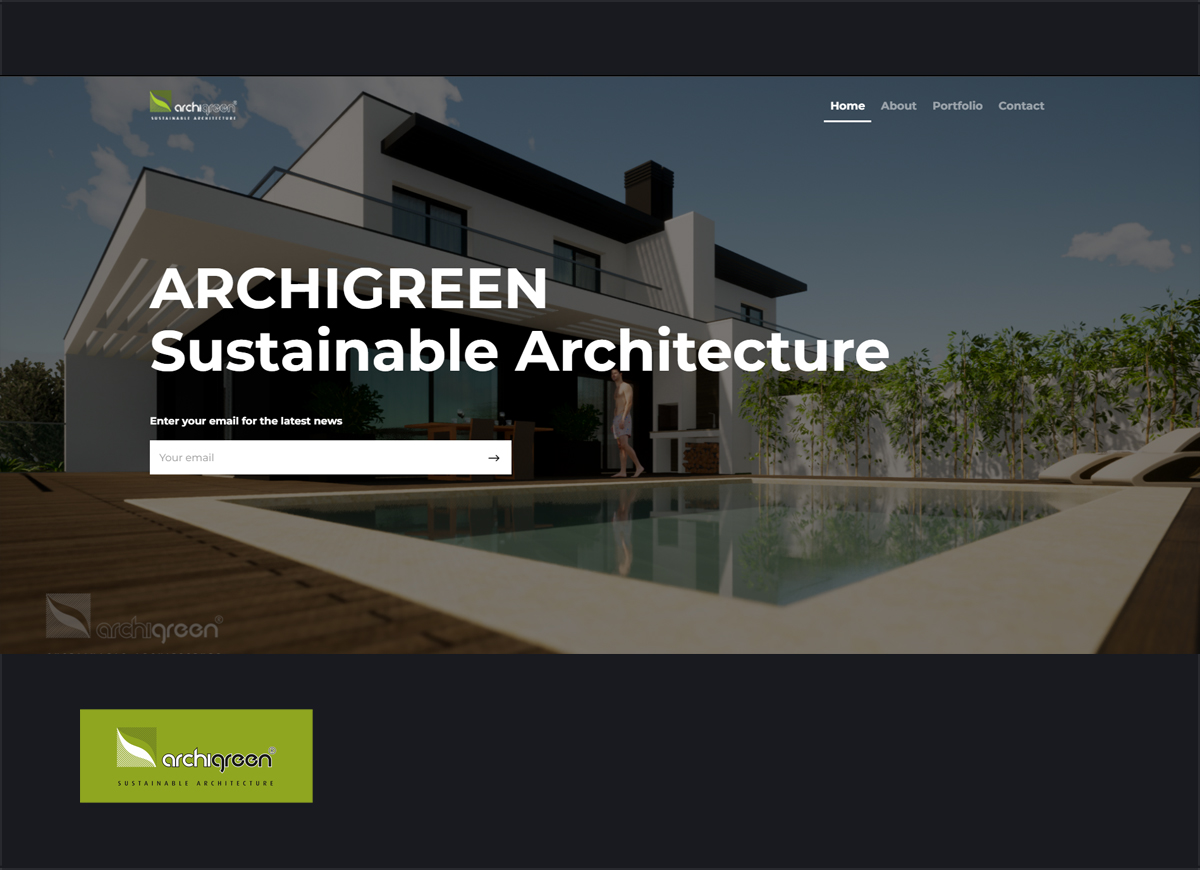 archigreen®
SUSTAINABLE ARCHITECTURE
Home About Portfolio Contact
ARCHIGREEN
Sustainable Architecture
Enter your email for the latest news
Your email →
archigreen®
archigreen®
SUSTAINABLE ARCHITECTURE